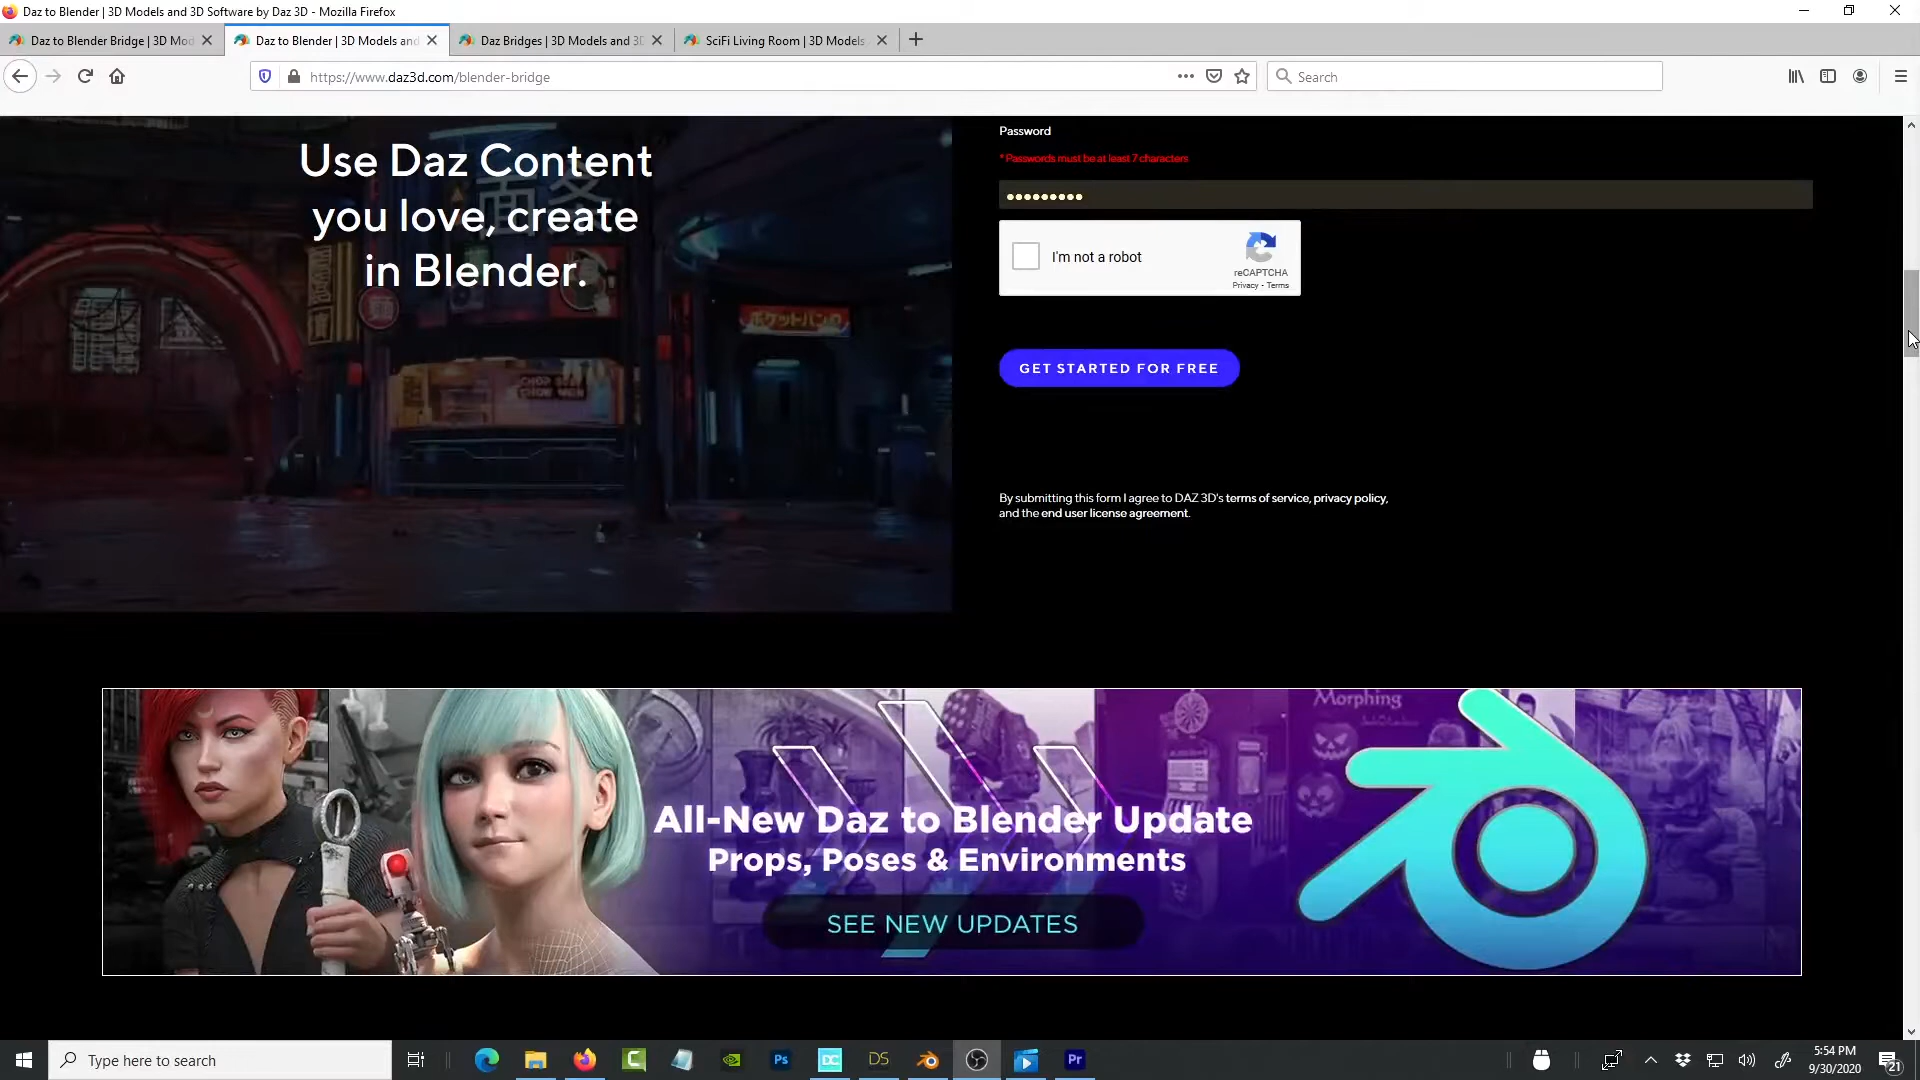 Daz to Blender | 3D Models and 3D Software by Daz 3D - Mozilla Firefox
Daz to Blender Bridge | 3D Mod
Daz to Blender | 3D Models and
Daz Bridges | 3D Models and 3D
SciFi Living Room | 3D Models
https://www.daz3d.com/blender-bridge
Search
Use Daz Content
you love, create
in Blender.
Password
* Passwords must be at least 7 characters
I'm not a robot
reCAPTCHA
Privacy - Terms
GET STARTED FOR FREE
By submitting this form I agree to DAZ 3D's terms of service, privacy policy,
and the end user license agreement.
Morphing
All-New Daz to Blender Update
Props, Poses & Environments
SEE NEW UPDATES
Type here to search
Ps
DC
DS
Pr
5:54 PM
9/30/2020
21